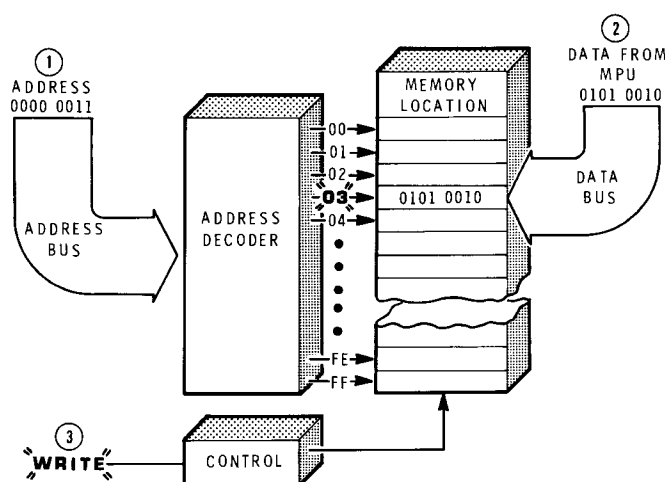 1
ADDRESS
0000 0011
ADDRESS
BUS
ADDRESS
DECODER
00
01
02
03
04
FE
FF
MEMORY
LOCATION
0101 0010
2
DATA FROM
MPU
0101 0010
DATA
BUS
3
WRITE
CONTROL